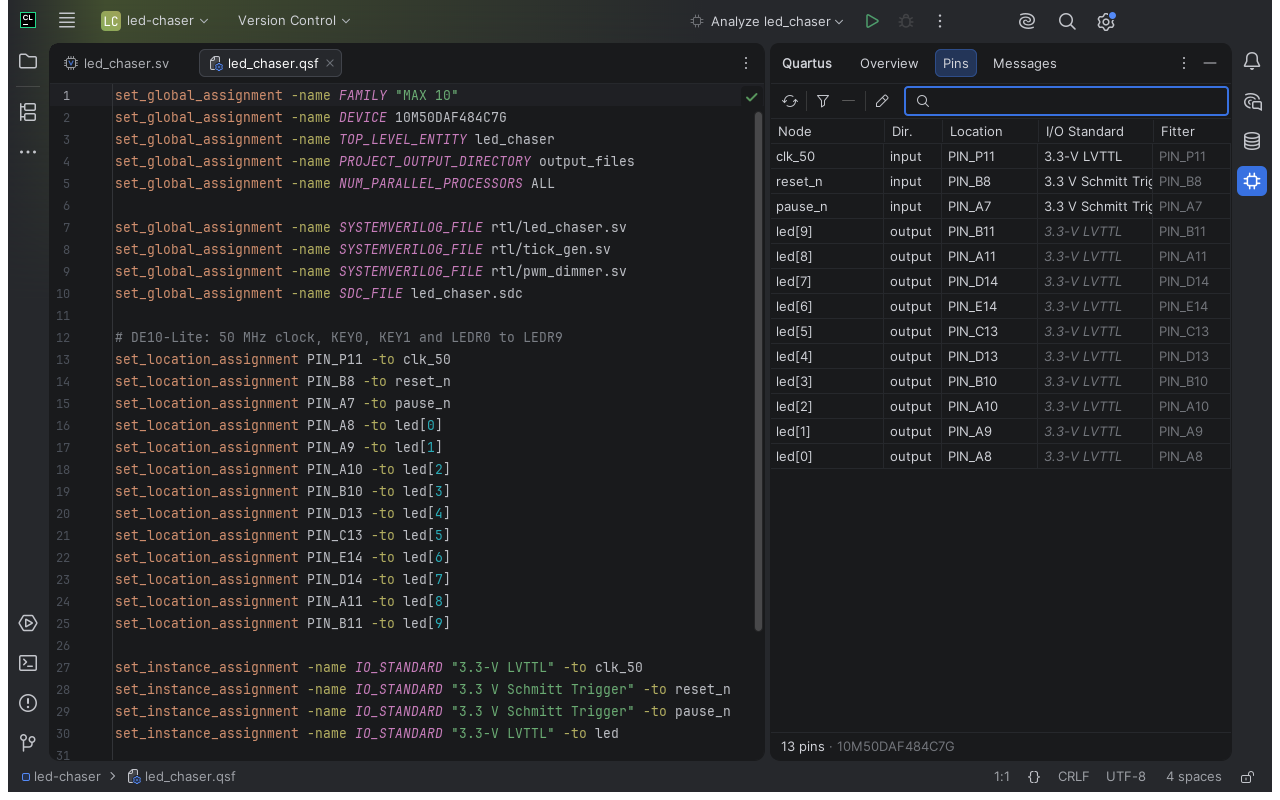 CL
LC led-chaser Version Control Analyze led_chaser
led_chaser.sv led_chaser.qsf
1 set_global_assignment -name FAMILY "MAX 10"
2 set_global_assignment -name DEVICE 10M50DAF484C7G
3 set_global_assignment -name TOP_LEVEL_ENTITY led_chaser
4 set_global_assignment -name PROJECT_OUTPUT_DIRECTORY output_files
5 set_global_assignment -name NUM_PARALLEL_PROCESSORS ALL
6
7 set_global_assignment -name SYSTEMVERILOG_FILE rtl/led_chaser.sv
8 set_global_assignment -name SYSTEMVERILOG_FILE rtl/tick_gen.sv
9 set_global_assignment -name SYSTEMVERILOG_FILE rtl/pwm_dimmer.sv
10 set_global_assignment -name SDC_FILE led_chaser.sdc
11
12 # DE10-Lite: 50 MHz clock, KEY0, KEY1 and LEDR0 to LEDR9
13 set_location_assignment PIN_P11 -to clk_50
14 set_location_assignment PIN_B8 -to reset_n
15 set_location_assignment PIN_A7 -to pause_n
16 set_location_assignment PIN_A8 -to led[0]
17 set_location_assignment PIN_A9 -to led[1]
18 set_location_assignment PIN_A10 -to led[2]
19 set_location_assignment PIN_B10 -to led[3]
20 set_location_assignment PIN_D13 -to led[4]
21 set_location_assignment PIN_C13 -to led[5]
22 set_location_assignment PIN_E14 -to led[6]
23 set_location_assignment PIN_D14 -to led[7]
24 set_location_assignment PIN_A11 -to led[8]
25 set_location_assignment PIN_B11 -to led[9]
26
27 set_instance_assignment -name IO_STANDARD "3.3-V LVTTL" -to clk_50
28 set_instance_assignment -name IO_STANDARD "3.3 V Schmitt Trigger" -to reset_n
29 set_instance_assignment -name IO_STANDARD "3.3 V Schmitt Trigger" -to pause_n
30 set_instance_assignment -name IO_STANDARD "3.3-V LVTTL" -to led
31
Quartus Overview Pins Messages
Node Dir. Location I/O Standard Fitter
clk_50 input PIN_P11 3.3-V LVTTL PIN_P11
reset_n input PIN_B8 3.3 V Schmitt Trig PIN_B8
pause_n input PIN_A7 3.3 V Schmitt Trig PIN_A7
led[9] output PIN_B11 3.3-V LVTTL PIN_B11
led[8] output PIN_A11 3.3-V LVTTL PIN_A11
led[7] output PIN_D14 3.3-V LVTTL PIN_D14
led[6] output PIN_E14 3.3-V LVTTL PIN_E14
led[5] output PIN_C13 3.3-V LVTTL PIN_C13
led[4] output PIN_D13 3.3-V LVTTL PIN_D13
led[3] output PIN_B10 3.3-V LVTTL PIN_B10
led[2] output PIN_A10 3.3-V LVTTL PIN_A10
led[1] output PIN_A9 3.3-V LVTTL PIN_A9
led[0] output PIN_A8 3.3-V LVTTL PIN_A8
13 pins · 10M50DAF484C7G
led-chaser led_chaser.qsf 1:1 {} CRLF UTF-8 4 spaces